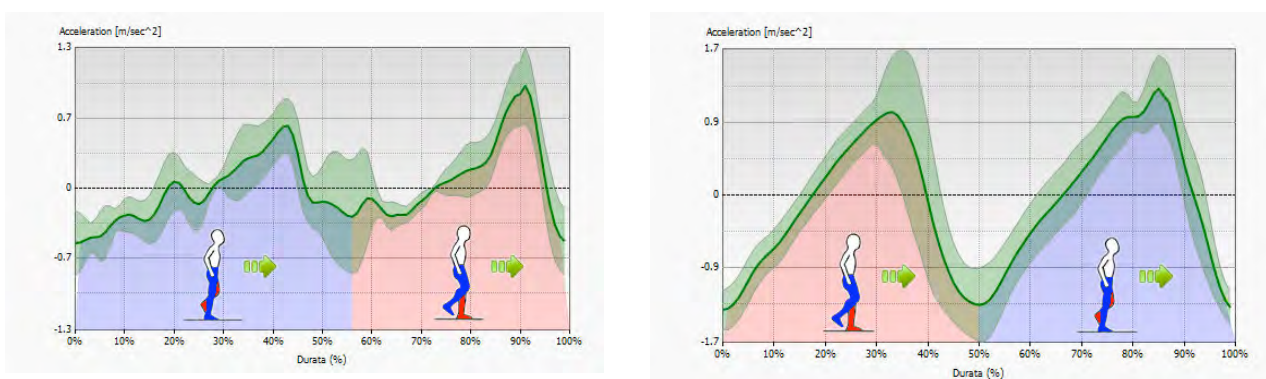 Acceleration [m/sec^2]
1.3
0.7
0
-0.7
-1.3
0% 10% 20% 30% 40% 50% 60% 70% 80% 90% 100%
Durata (%)
Acceleration [m/sec^2]
1.7
0.9
0
-0.9
-1.7
0% 10% 20% 30% 40% 50% 60% 70% 80% 90% 100%
Durata (%)